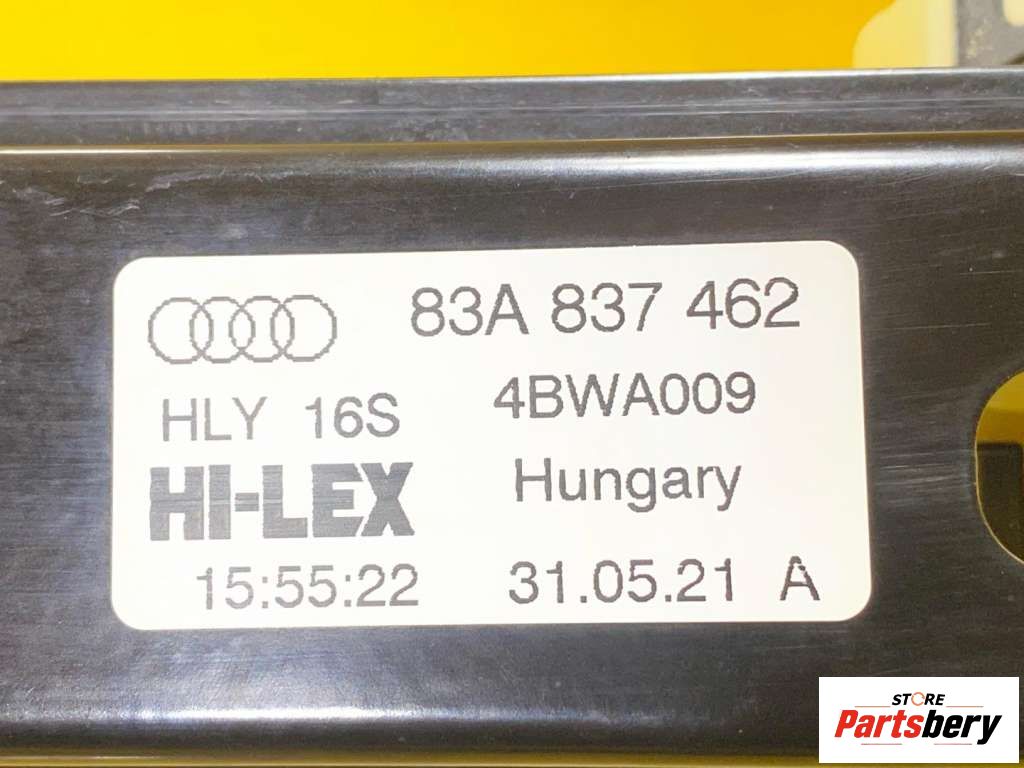 83A 837 462
HLY 16S 4BWA009
HI-LEX Hungary
15:55:22 31.05.21 A
STORE
Partsbery